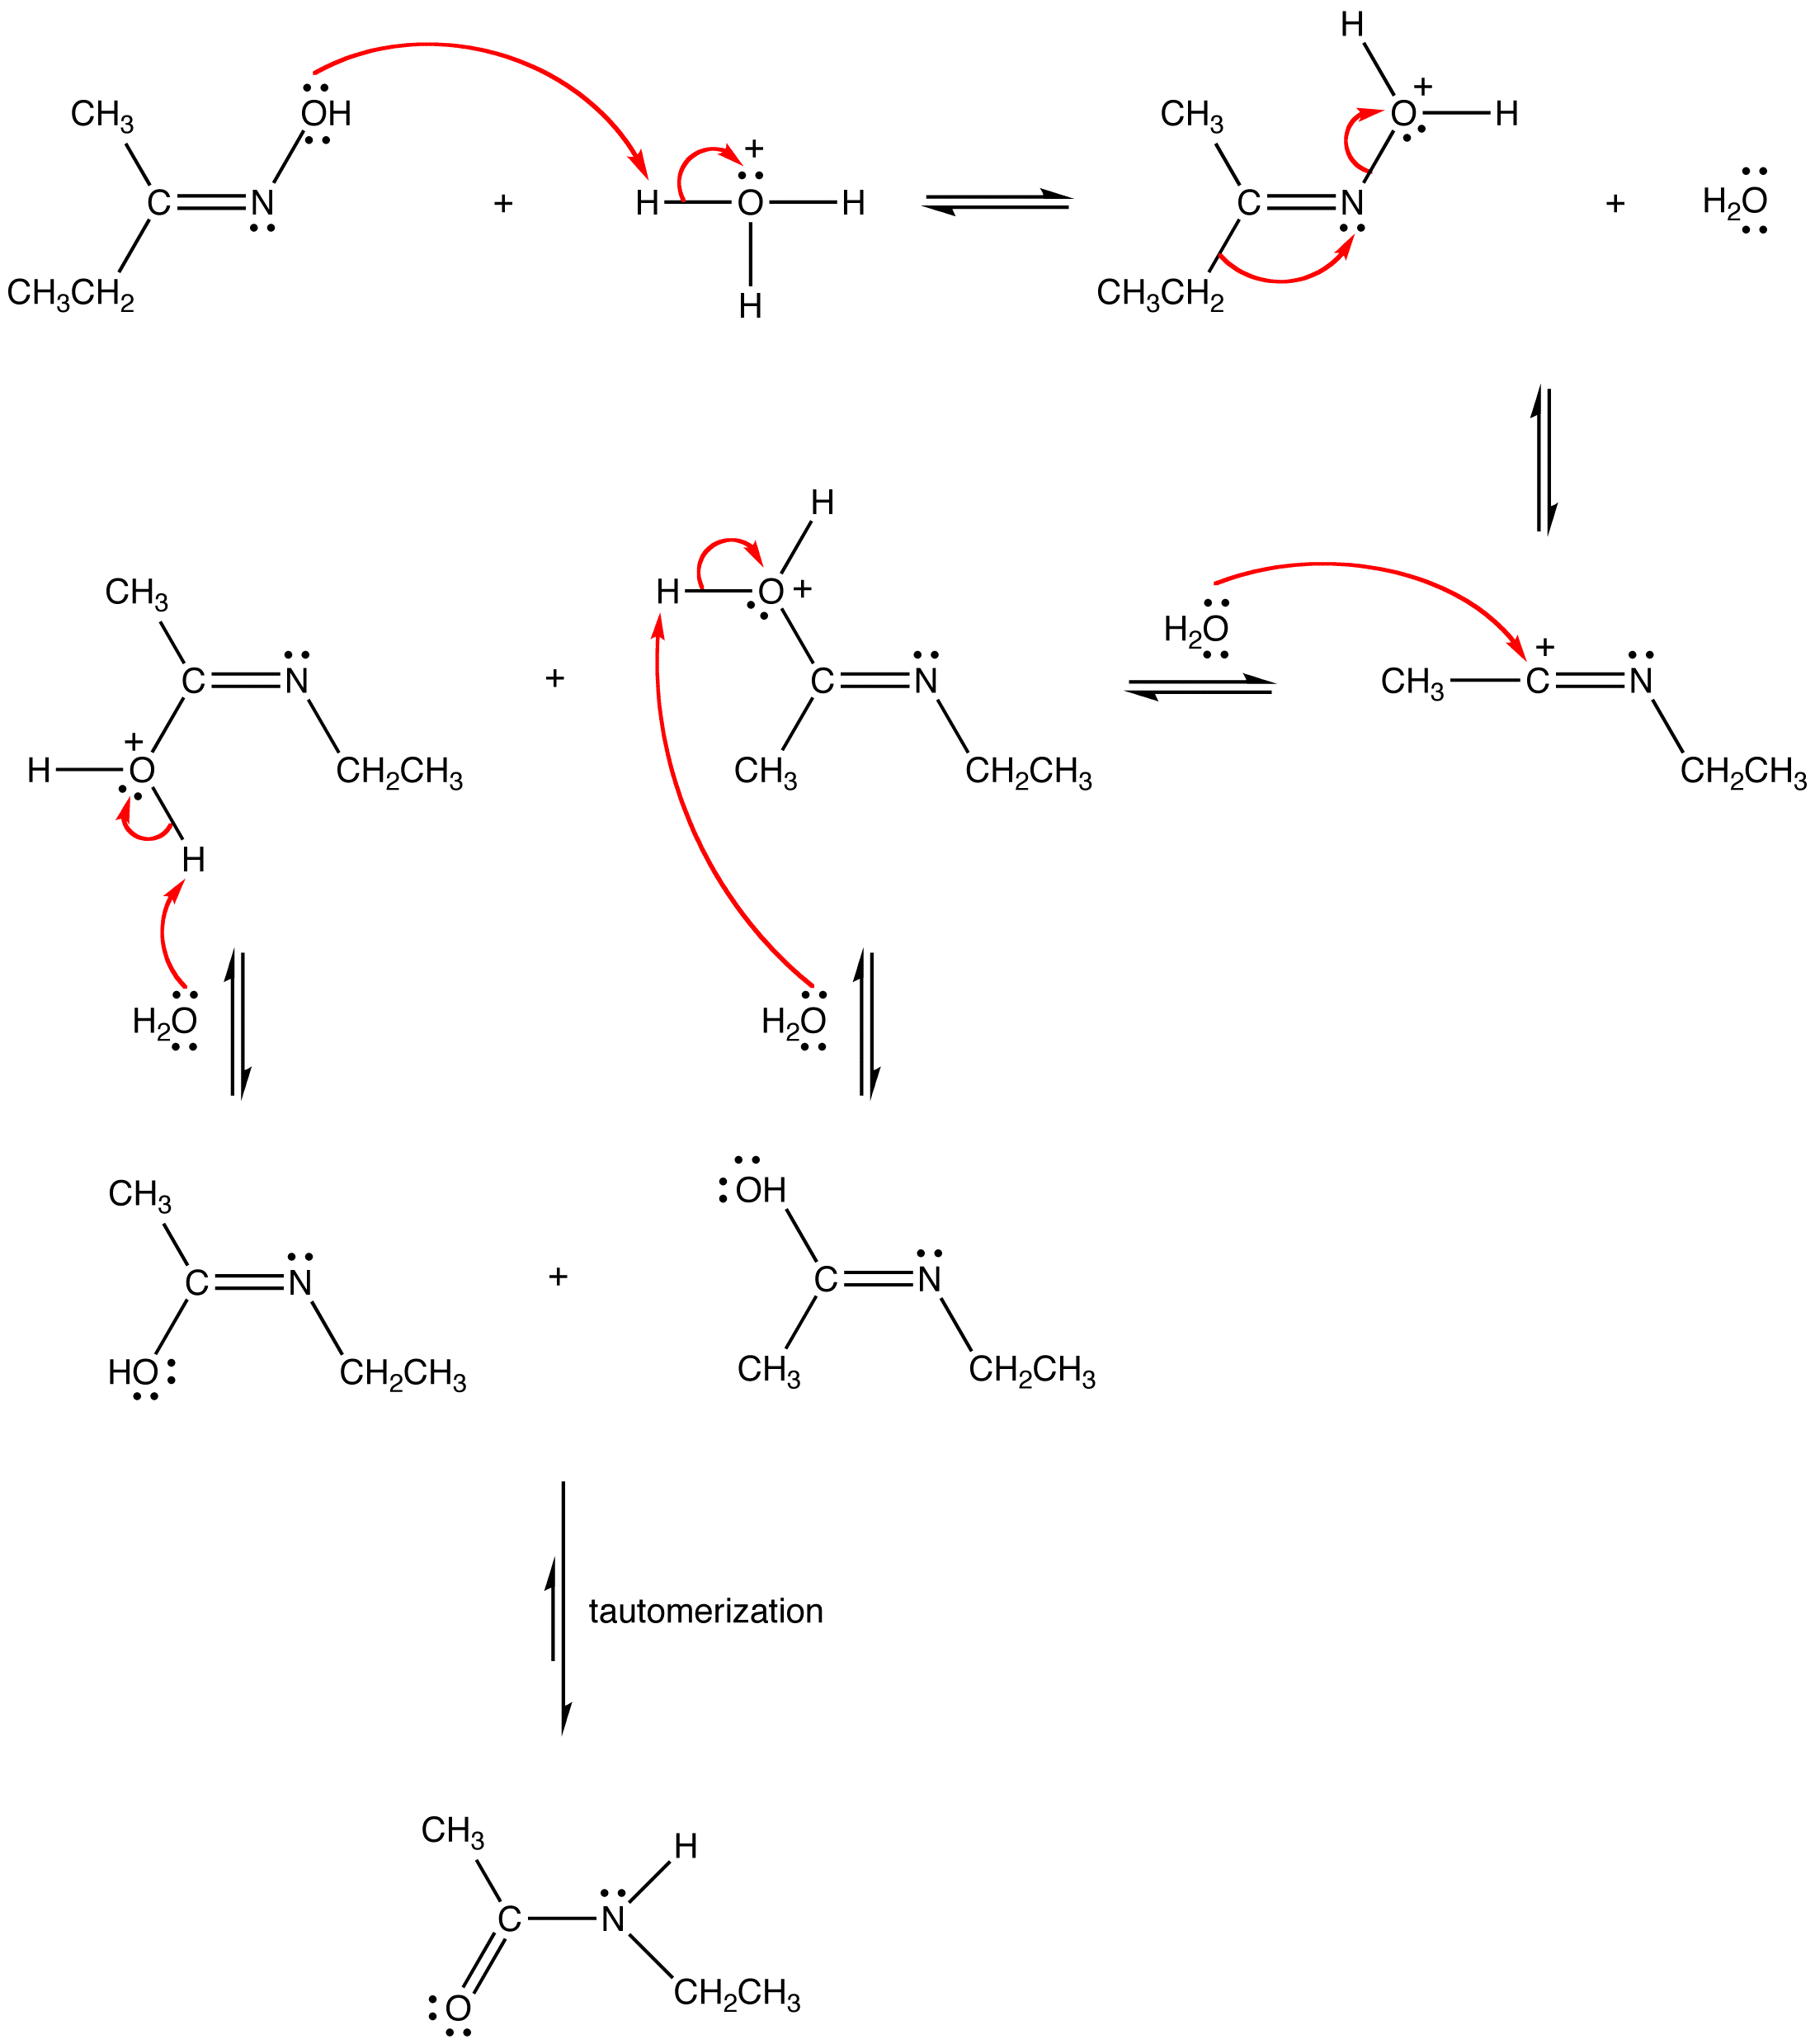 H
CH3 OH CH3 O+ H
C N + H O+ H C N + H2O
CH3CH2 H CH3CH2
H
CH3 H O+ H2O
C N + C N CH3 C+ N
H O+ CH2CH3 CH3 CH2CH3 CH2CH3
H
H2O H2O
CH3 OH
C N + C N
HO CH2CH3 CH3 CH2CH3
tautomerization
CH3 H
C N
O CH2CH3